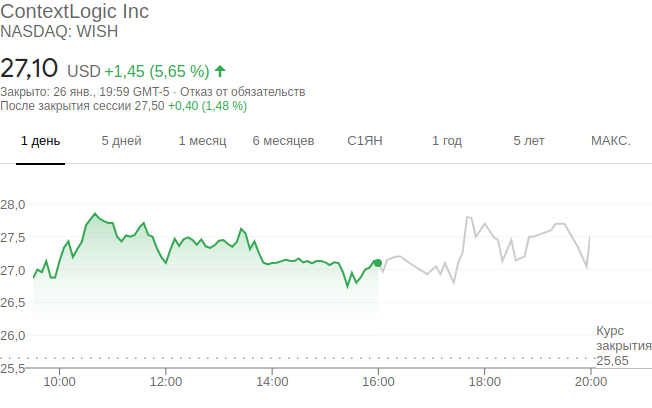 ContextLogic Inc
NASDAQ: WISH
27,10 USD +1,45 (5,65 %)
Закрыто: 26 янв., 19:59 GMT-5 · Отказ от обязательств
После закрытия сессии 27,50 +0,40 (1,48 %)
1 день 5 дней 1 месяц 6 месяцев С1ЯН 1 год 5 лет МАКС.
28,0
27,5
27,0
26,5
26,0
Курс
закрытия
25,65
25,5
10:00 12:00 14:00 16:00 18:00 20:00